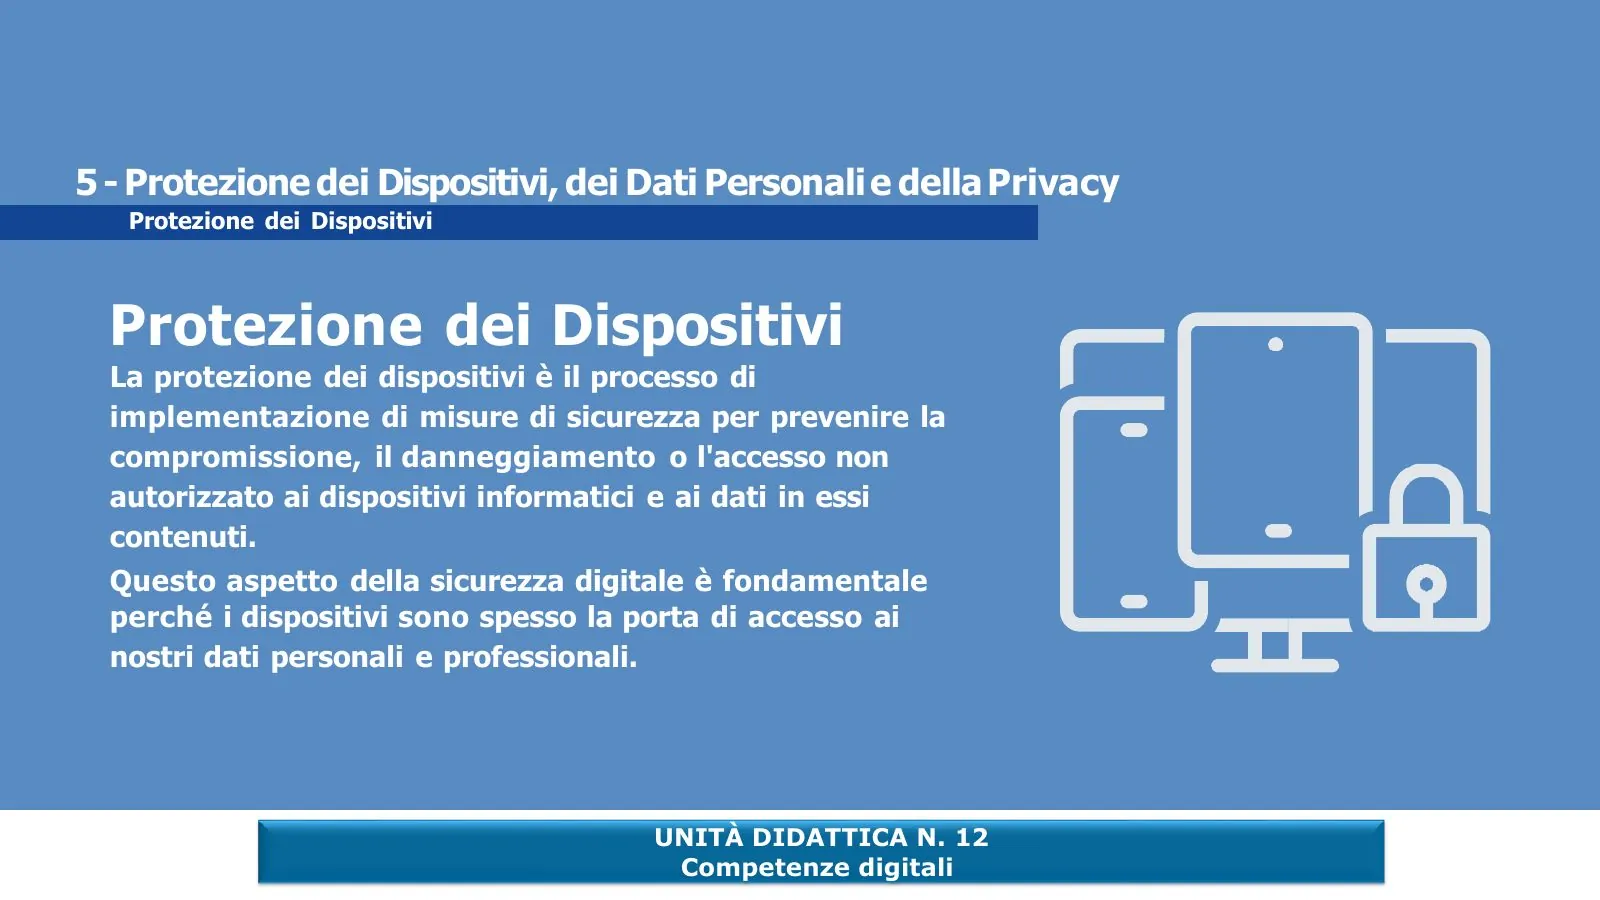 5 - Protezione dei Dispositivi, dei Dati Personali e della Privacy
Protezione dei Dispositivi
Protezione dei Dispositivi
La protezione dei dispositivi è il processo di
implementazione di misure di sicurezza per prevenire la
compromissione, il danneggiamento o l'accesso non
autorizzato ai dispositivi informatici e ai dati in essi
contenuti.
Questo aspetto della sicurezza digitale è fondamentale
perché i dispositivi sono spesso la porta di accesso ai
nostri dati personali e professionali.
UNITÀ DIDATTICA N. 12
Competenze digitali